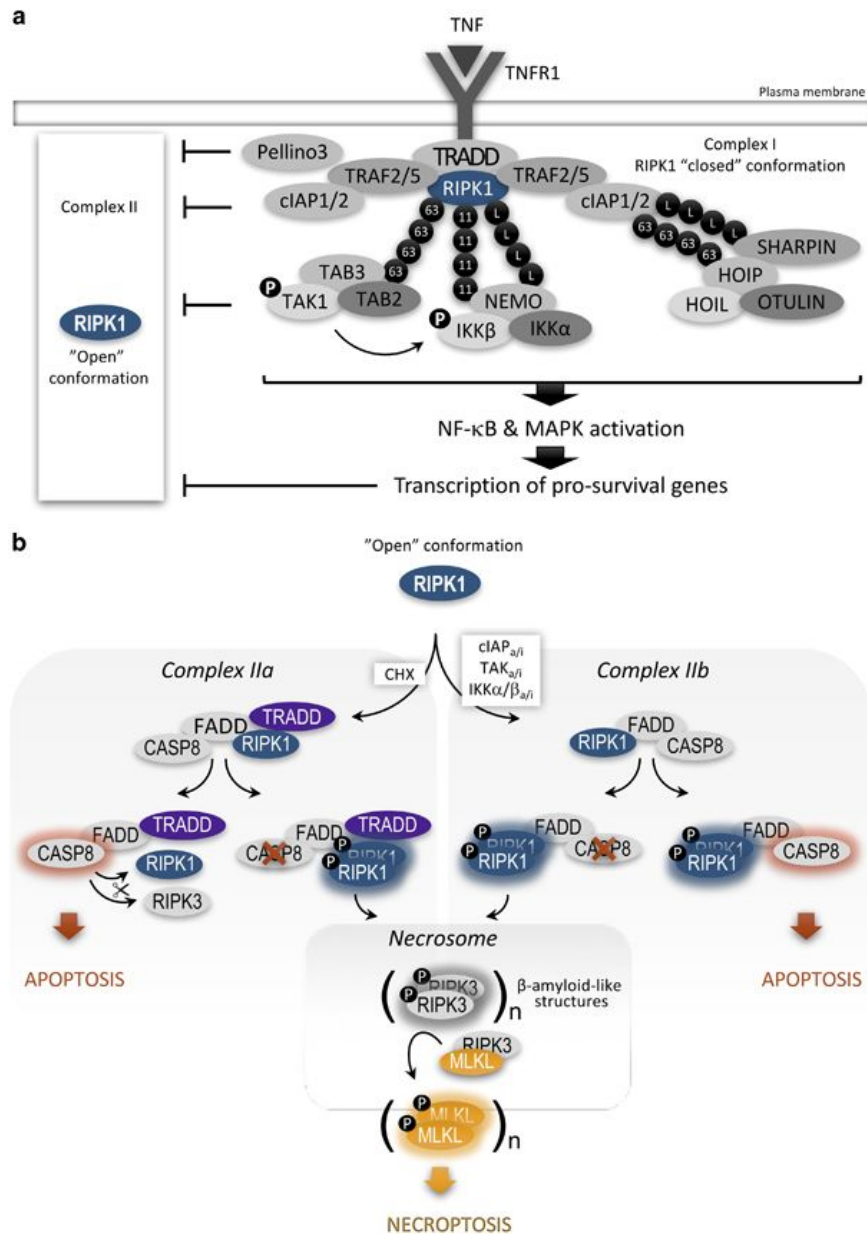 a
TNF
TNFR1
Plasma membrane
Complex I
RIPK1 "closed" conformation
Pellino3
TRADD
TRAF2/5
RIPK1
TRAF2/5
cIAP1/2
cIAP1/2
Complex II
63
11
L
L
L
L
L
63
11
L
63
63
63
63
SHARPIN
63
11
L
HOIP
TAB3
63
11
L
P
TAK1
TAB2
NEMO
HOIL
OTULIN
RIPK1
P
IKKβ
IKKα
"Open"
conformation
NF-κB & MAPK activation
Transcription of pro-survival genes
b
"Open" conformation
RIPK1
Complex IIa
CHX
cIAPa/i
TAKa/i
IKKα/βa/i
Complex IIb
FADD
TRADD
CASP8
RIPK1
FADD
RIPK1
CASP8
FADD
TRADD
CASP8
RIPK1
RIPK3
FADD
TRADD
CASP8
P
RIPK1
P
RIPK1
P
RIPK1
P
RIPK1
FADD
CASP8
P
RIPK1
P
RIPK1
FADD
CASP8
APOPTOSIS
Necrosome
APOPTOSIS
P
RIPK3
P
RIPK3
( )n
β-amyloid-like
structures
RIPK3
MLKL
P
MLKL
P
MLKL
( )n
NECROPTOSIS